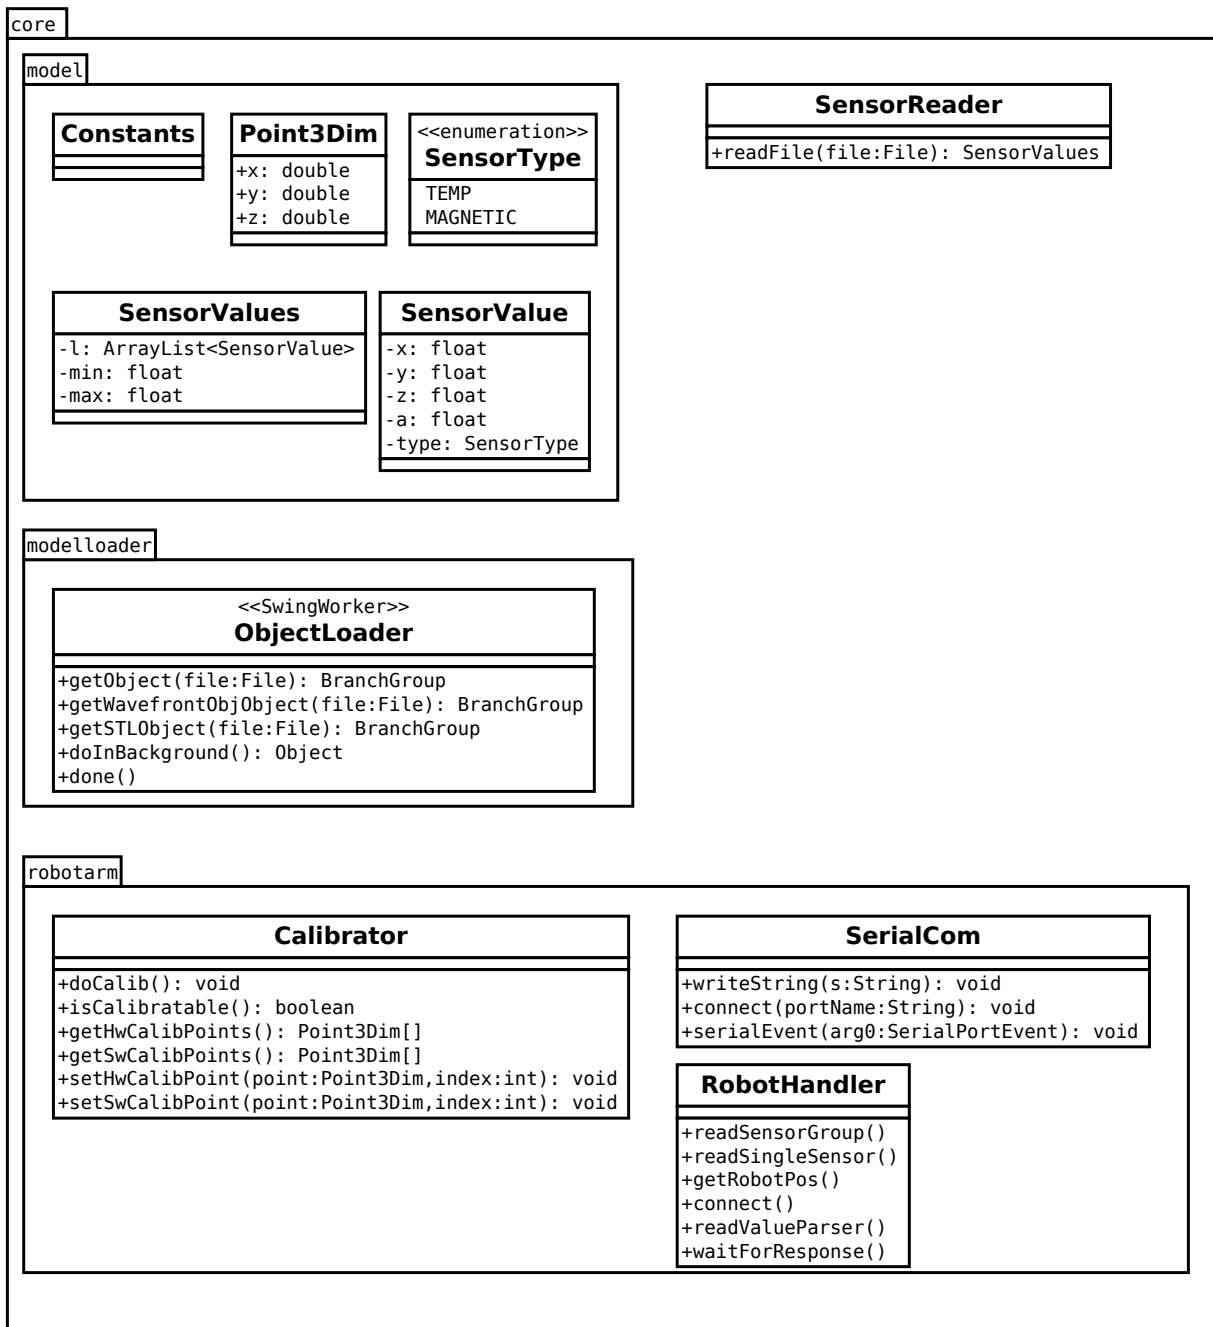 core
model
Constants
Point3Dim
+x: double
+y: double
+z: double
<<enumeration>>
SensorType
TEMP
MAGNETIC
SensorReader
+readFile(file:File): SensorValues
SensorValues
-l: ArrayList<SensorValue>
-min: float
-max: float
SensorValue
-x: float
-y: float
-z: float
-a: float
-type: SensorType
modelloader
<<SwingWorker>>
ObjectLoader
+getObject(file:File): BranchGroup
+getWavefrontObjObject(file:File): BranchGroup
+getSTLObject(file:File): BranchGroup
+doInBackground(): Object
+done()
robotarm
Calibrator
+doCalib(): void
+isCalibratable(): boolean
+getHwCalibPoints(): Point3Dim[]
+getSwCalibPoints(): Point3Dim[]
+setHwCalibPoint(point:Point3Dim,index:int): void
+setSwCalibPoint(point:Point3Dim,index:int): void
SerialCom
+writeString(s:String): void
+connect(portName:String): void
+serialEvent(arg0:SerialPortEvent): void
RobotHandler
+readSensorGroup()
+readSingleSensor()
+getRobotPos()
+connect()
+readValueParser()
+waitForResponse()